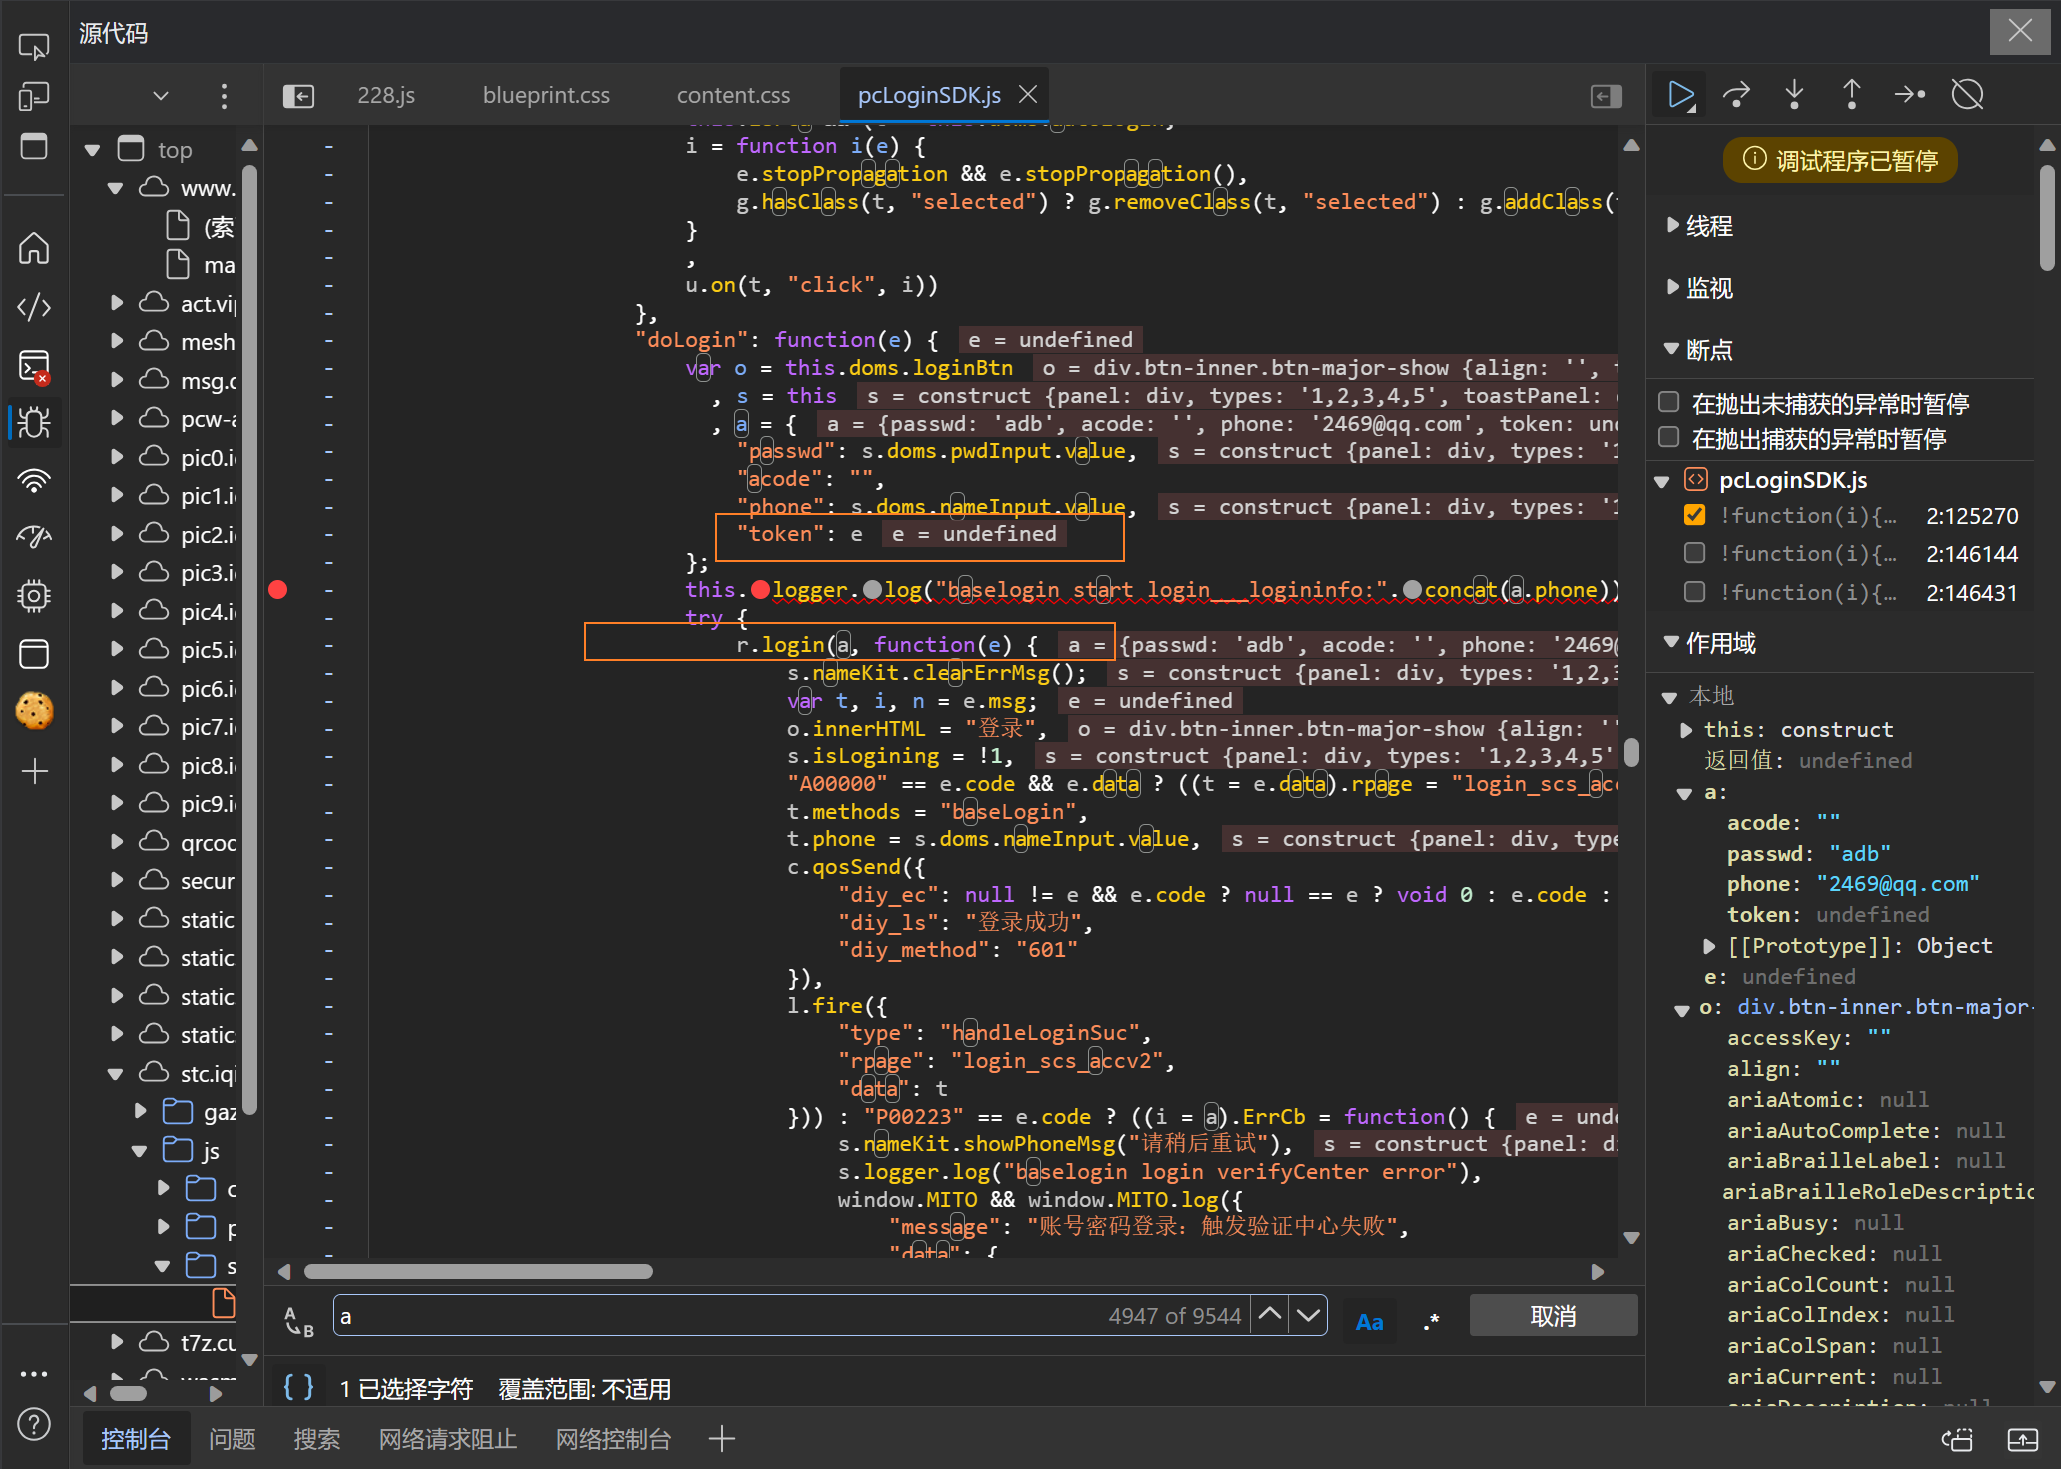 源代码
228.js
blueprint.css
content.css
pcLoginSDK.js
top
www.
(索
ma
act.vi
mesh
msg.
pcw-
pic0.i
pic1.i
pic2.i
pic3.i
pic4.i
pic5.i
pic6.i
pic7.i
pic8.i
pic9.i
qrcod
secur
static
static
static
static
stc.iqi
gaz
js
t7z.cu
i = function i(e) {
e.stopPropagation && e.stopPropagation(),
g.hasClass(t, "selected") ? g.removeClass(t, "selected") : g.addClass(
}
,
u.on(t, "click", i))
},
"doLogin": function(e) { e = undefined
var o = this.doms.loginBtn o = div.btn-inner.btn-major-show {align: '',
, s = this s = construct {panel: div, types: '1,2,3,4,5', toastPanel:
, a = { a = {passwd: 'adb', acode: '', phone: '2469@qq.com', token: und
"passwd": s.doms.pwdInput.value, s = construct {panel: div, types: '1
"acode": "",
"phone": s.doms.nameInput.value, s = construct {panel: div, types: '1
"token": e e = undefined
};
this.logger.log("baselogin start login___logininfo:".concat(a.phone))
try {
r.login(a, function(e) { a = {passwd: 'adb', acode: '', phone: '2469@
s.nameKit.clearErrMsg(); s = construct {panel: div, types: '1,2,3
var t, i, n = e.msg; e = undefined
o.innerHTML = "登录", o = div.btn-inner.btn-major-show {align: '
s.isLogining = !1, s = construct {panel: div, types: '1,2,3,4,5'
"A00000" == e.code && e.data ? ((t = e.data).rpage = "login_scs_acc
t.methods = "baseLogin",
t.phone = s.doms.nameInput.value, s = construct {panel: div, type
c.qosSend({
"diy_ec": null != e && e.code ? null == e ? void 0 : e.code :
"diy_ls": "登录成功",
"diy_method": "601"
}),
l.fire({
"type": "handleLoginSuc",
"rpage": "login_scs_accv2",
"data": t
})) : "P00223" == e.code ? ((i = a).ErrCb = function() { e = unde
s.nameKit.showPhoneMsg("请稍后重试"), s = construct {panel: di
s.logger.log("baselogin login verifyCenter error"),
window.MITO && window.MITO.log({
"message": "账号密码登录: 触发验证中心失败",
"data": {
A
B
a
4947 of 9544
Aa
.*
取消
{ } 1 已选择字符 覆盖范围: 不适用
控制台
问题
搜索
网络请求阻止
网络控制台
调试程序已暂停
线程
监视
断点
在抛出未捕获的异常时暂停
在抛出捕获的异常时暂停
pcLoginSDK.js
!function(i){… 2:125270
!function(i){… 2:146144
!function(i){… 2:146431
作用域
本地
this: construct
返回值: undefined
a:
acode: ""
passwd: "adb"
phone: "2469@qq.com"
token: undefined
[[Prototype]]: Object
e: undefined
o: div.btn-inner.btn-major-
accessKey: ""
align: ""
ariaAtomic: null
ariaAutoComplete: null
ariaBrailleLabel: null
ariaBrailleRoleDescriptio
ariaBusy: null
ariaChecked: null
ariaColCount: null
ariaColIndex: null
ariaColSpan: null
ariaCurrent: null
ariaDescription: null